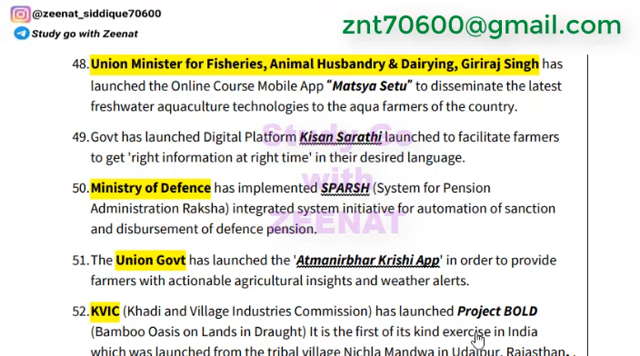 @azeemat_siddique70600
Study go with Zeenat
znt70600@gmail.com
48. Union Minister for Fisheries, Animal Husbandry & Dairying, Giriraj Singh has
launched the Online Course Mobile App “Matsya Setu” to disseminate the latest
freshwater aquaculture technologies to the aqua farmers of the country.
49. Govt has launched Digital Platform Kisan Sarathi launched to facilitate farmers
to get 'right information at right time' in their desired language.
50. Ministry of Defence has implemented SPARSH (System for Pension
Administration Raksha) integrated system initiative for automation of sanction
and disbursement of defence pension.
51. The Union Govt has launched the 'Atmanirbhar Krishi App' in order to provide
farmers with actionable agricultural insights and weather alerts.
52. KVIC (Khadi and Village Industries Commission) has launched Project BOLD
(Bamboo Oasis on Lands in Draught) It is the first of its kind exercise in India
which was launched from the tribal village Nichla Mandwa in Udaipur, Rajasthan.
Study Go
with
ZEENAT